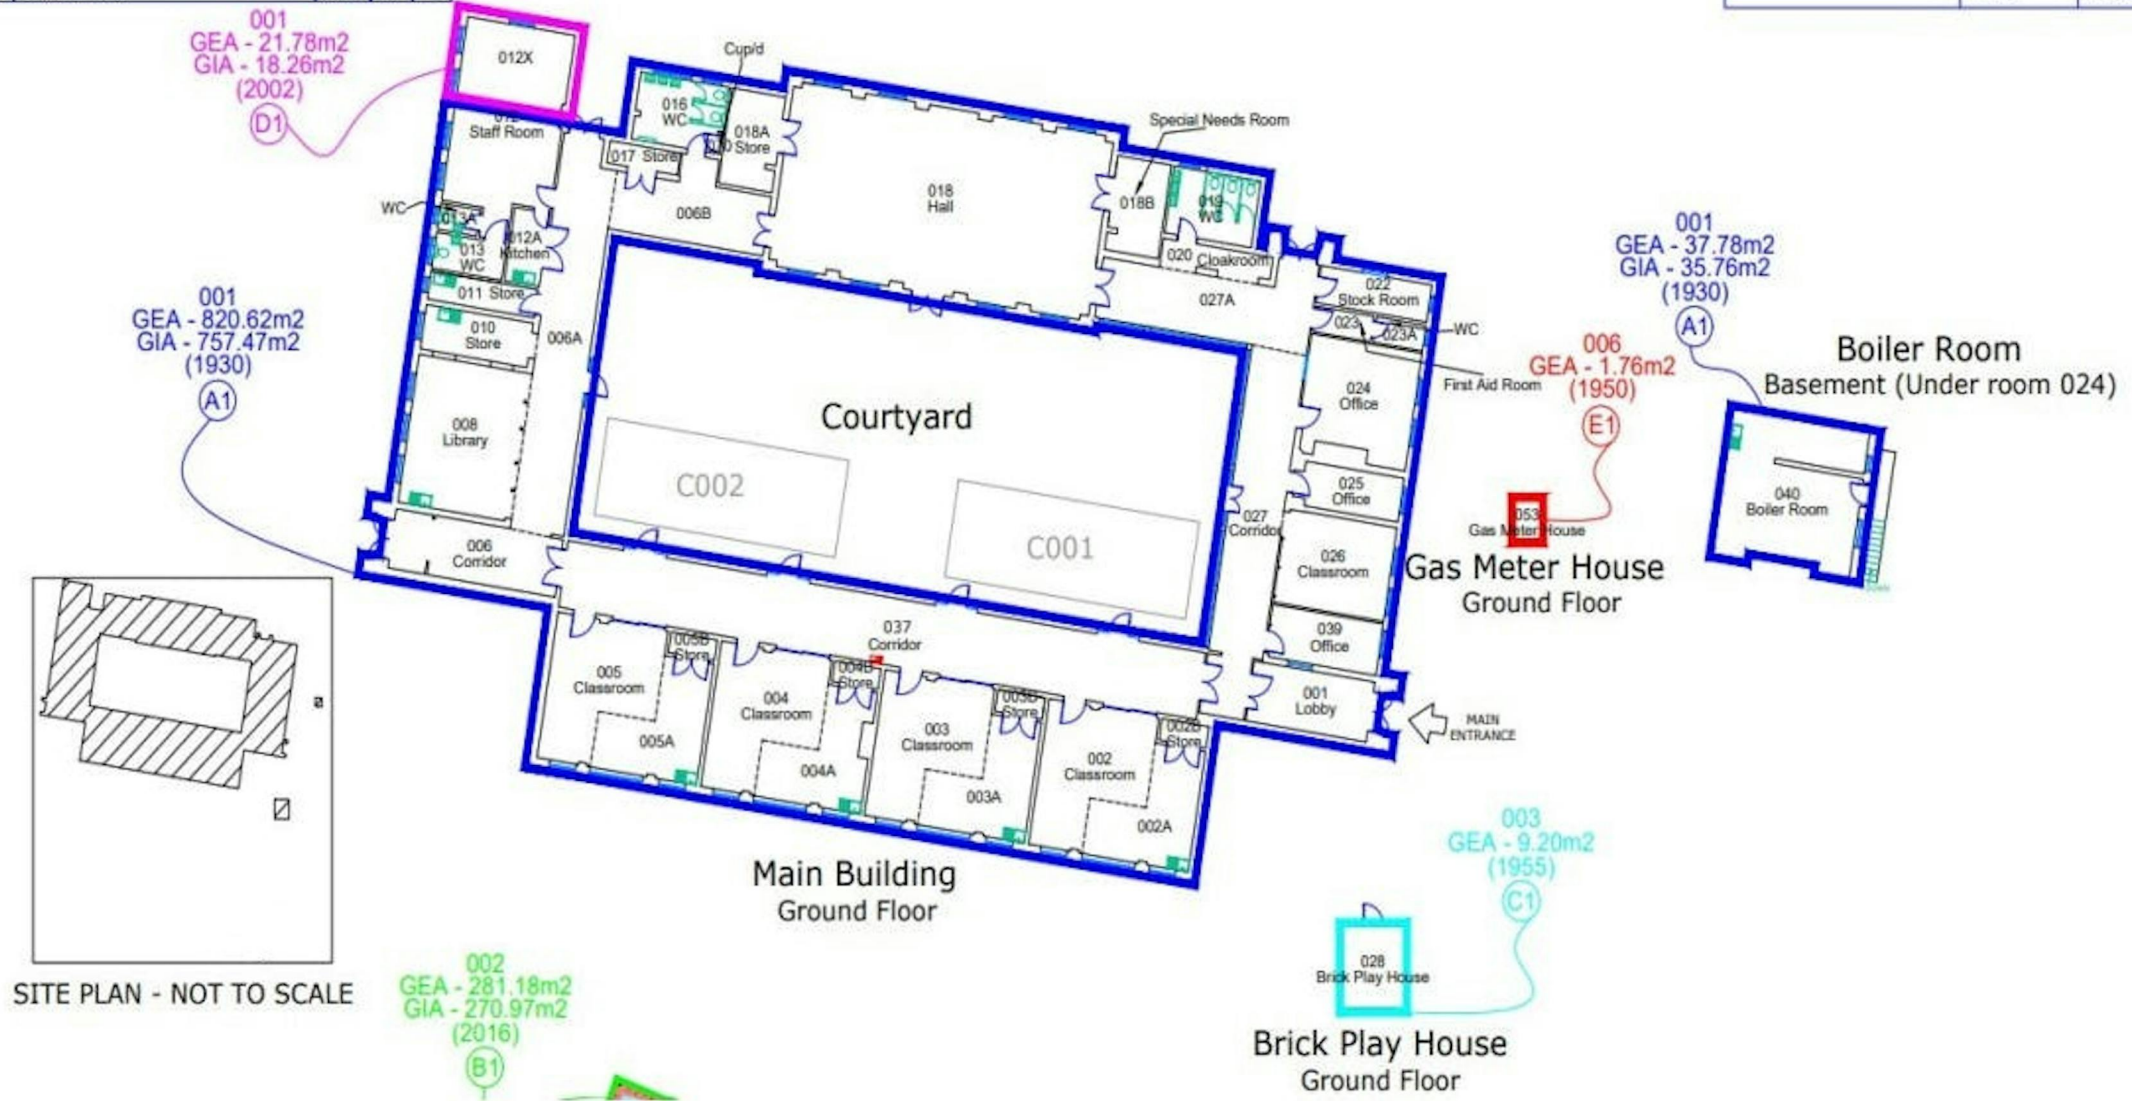 001
GEA - 21.78m2
GIA - 18.26m2
(2002)
D1
012X
Cup/d
016
WC
018A
Store
017 Store
Staff Room
WC
013A
013
WC
012A
Kitchen
006B
018
Hall
Special Needs Room
018B
019
WC
020 Cloakroom
027A
022
Stock Room
023
023A
WC
First Aid Room
024
Office
025
Office
026
Classroom
027
Corridor
039
Office
001
Lobby
MAIN
ENTRANCE
011 Store
010
Store
006A
008
Library
006
Corridor
Courtyard
C002
C001
037
Corridor
005
Classroom
005A
005B
Store
004
Classroom
004A
004B
Store
003
Classroom
003A
003B
Store
002
Classroom
002A
002B
Store
Main Building
Ground Floor
001
GEA - 820.62m2
GIA - 757.47m2
(1930)
A1
001
GEA - 37.78m2
GIA - 35.76m2
(1930)
A1
Boiler Room
Basement (Under room 024)
040
Boiler Room
006
GEA - 1.76m2
(1950)
E1
053
Gas Meter House
Gas Meter House
Ground Floor
003
GEA - 9.20m2
(1955)
C1
028
Brick Play House
Brick Play House
Ground Floor
SITE PLAN - NOT TO SCALE
002
GEA - 281.18m2
GIA - 270.97m2
(2016)
B1